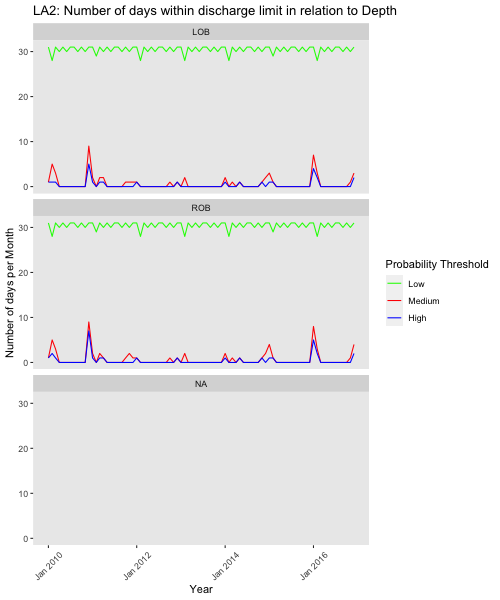 LA2: Number of days within discharge limit in relation to Depth
LOB
30
20
10
0
ROB
30
20
10
0
NA
30
20
10
0
Number of days per Month
Jan 2010
Jan 2012
Jan 2014
Jan 2016
Year
Probability Threshold
Low
Medium
High